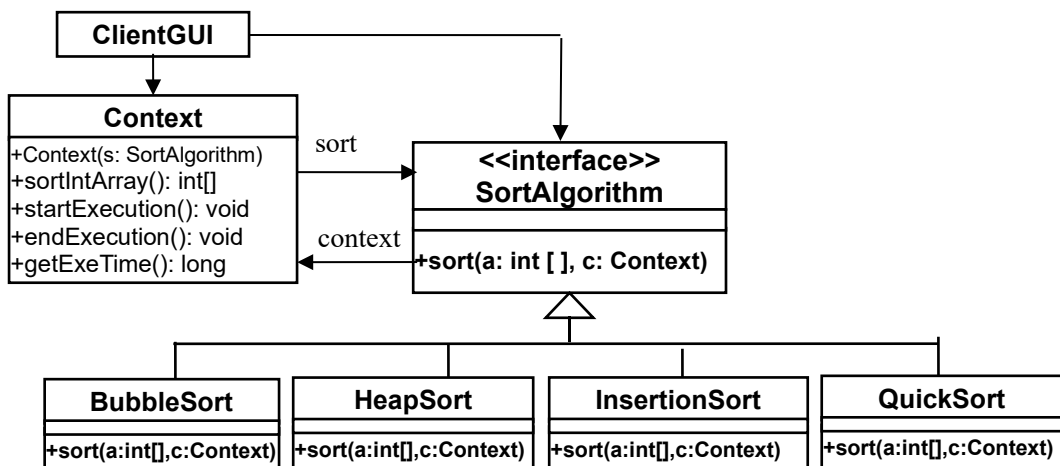 ClientGUI
Context
+Context(s: SortAlgorithm)
+sortIntArray(): int[]
+startExecution(): void
+endExecution(): void
+getExeTime(): long
sort
context
<<interface>>
SortAlgorithm
+sort(a: int [ ], c: Context)
BubbleSort
+sort(a:int[],c:Context)
HeapSort
+sort(a:int[],c:Context)
InsertionSort
+sort(a:int[],c:Context)
QuickSort
+sort(a:int[],c:Context)